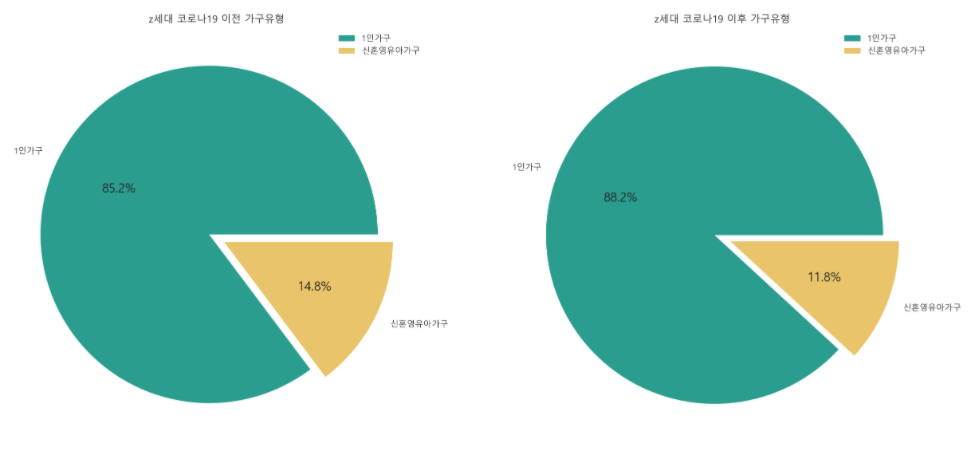 z세대 코로나19 이전 가구유형
1인가구
신혼영유아가구
1인가구
85.2%
14.8%
신혼영유아가구
z세대 코로나19 이후 가구유형
1인가구
신혼영유아가구
1인가구
88.2%
11.8%
신혼영유아가구